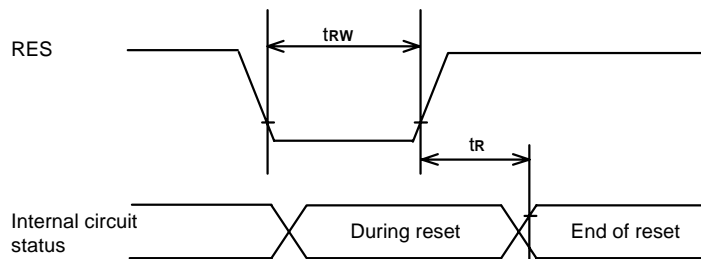 RES
tRW
tR
Internal circuit
status
During reset
End of reset